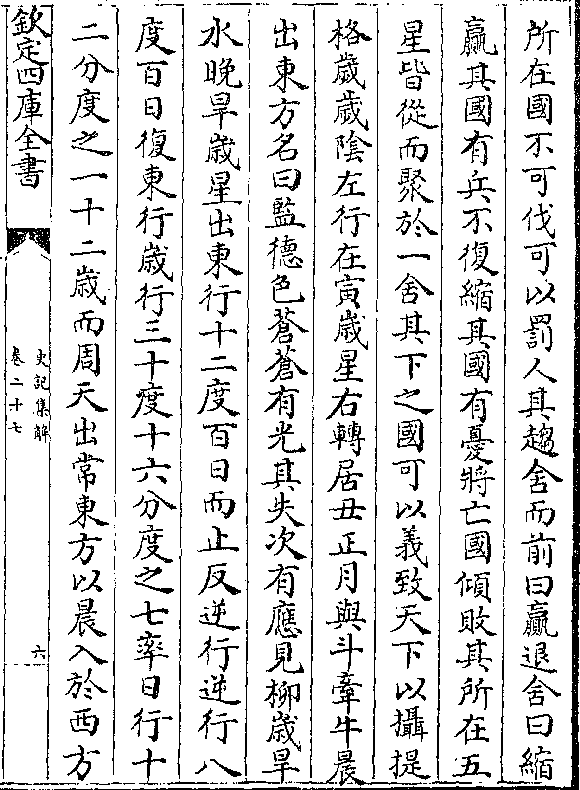 所在國不可伐可以罰人其趨舍而前曰贏退舍曰縮
贏其國有兵不復縮其國有憂將亡國傾敗其所在五
星皆從而聚於一舍其下之國可以義致天下以攝提
格歲歲陰左行在寅歲星右轉居丑正月與斗牽牛晨
出東方名曰監德色蒼蒼有光其失次有應見柳歲早
水晚旱歲星出東行十二度百日而止反逆行逆行八
度百日復東行歲行三十度十六分度之七率日行十
二分度之一十二歲而周天出常東方以晨入於西方
欽定四庫全書
史記集解
卷二十七
六